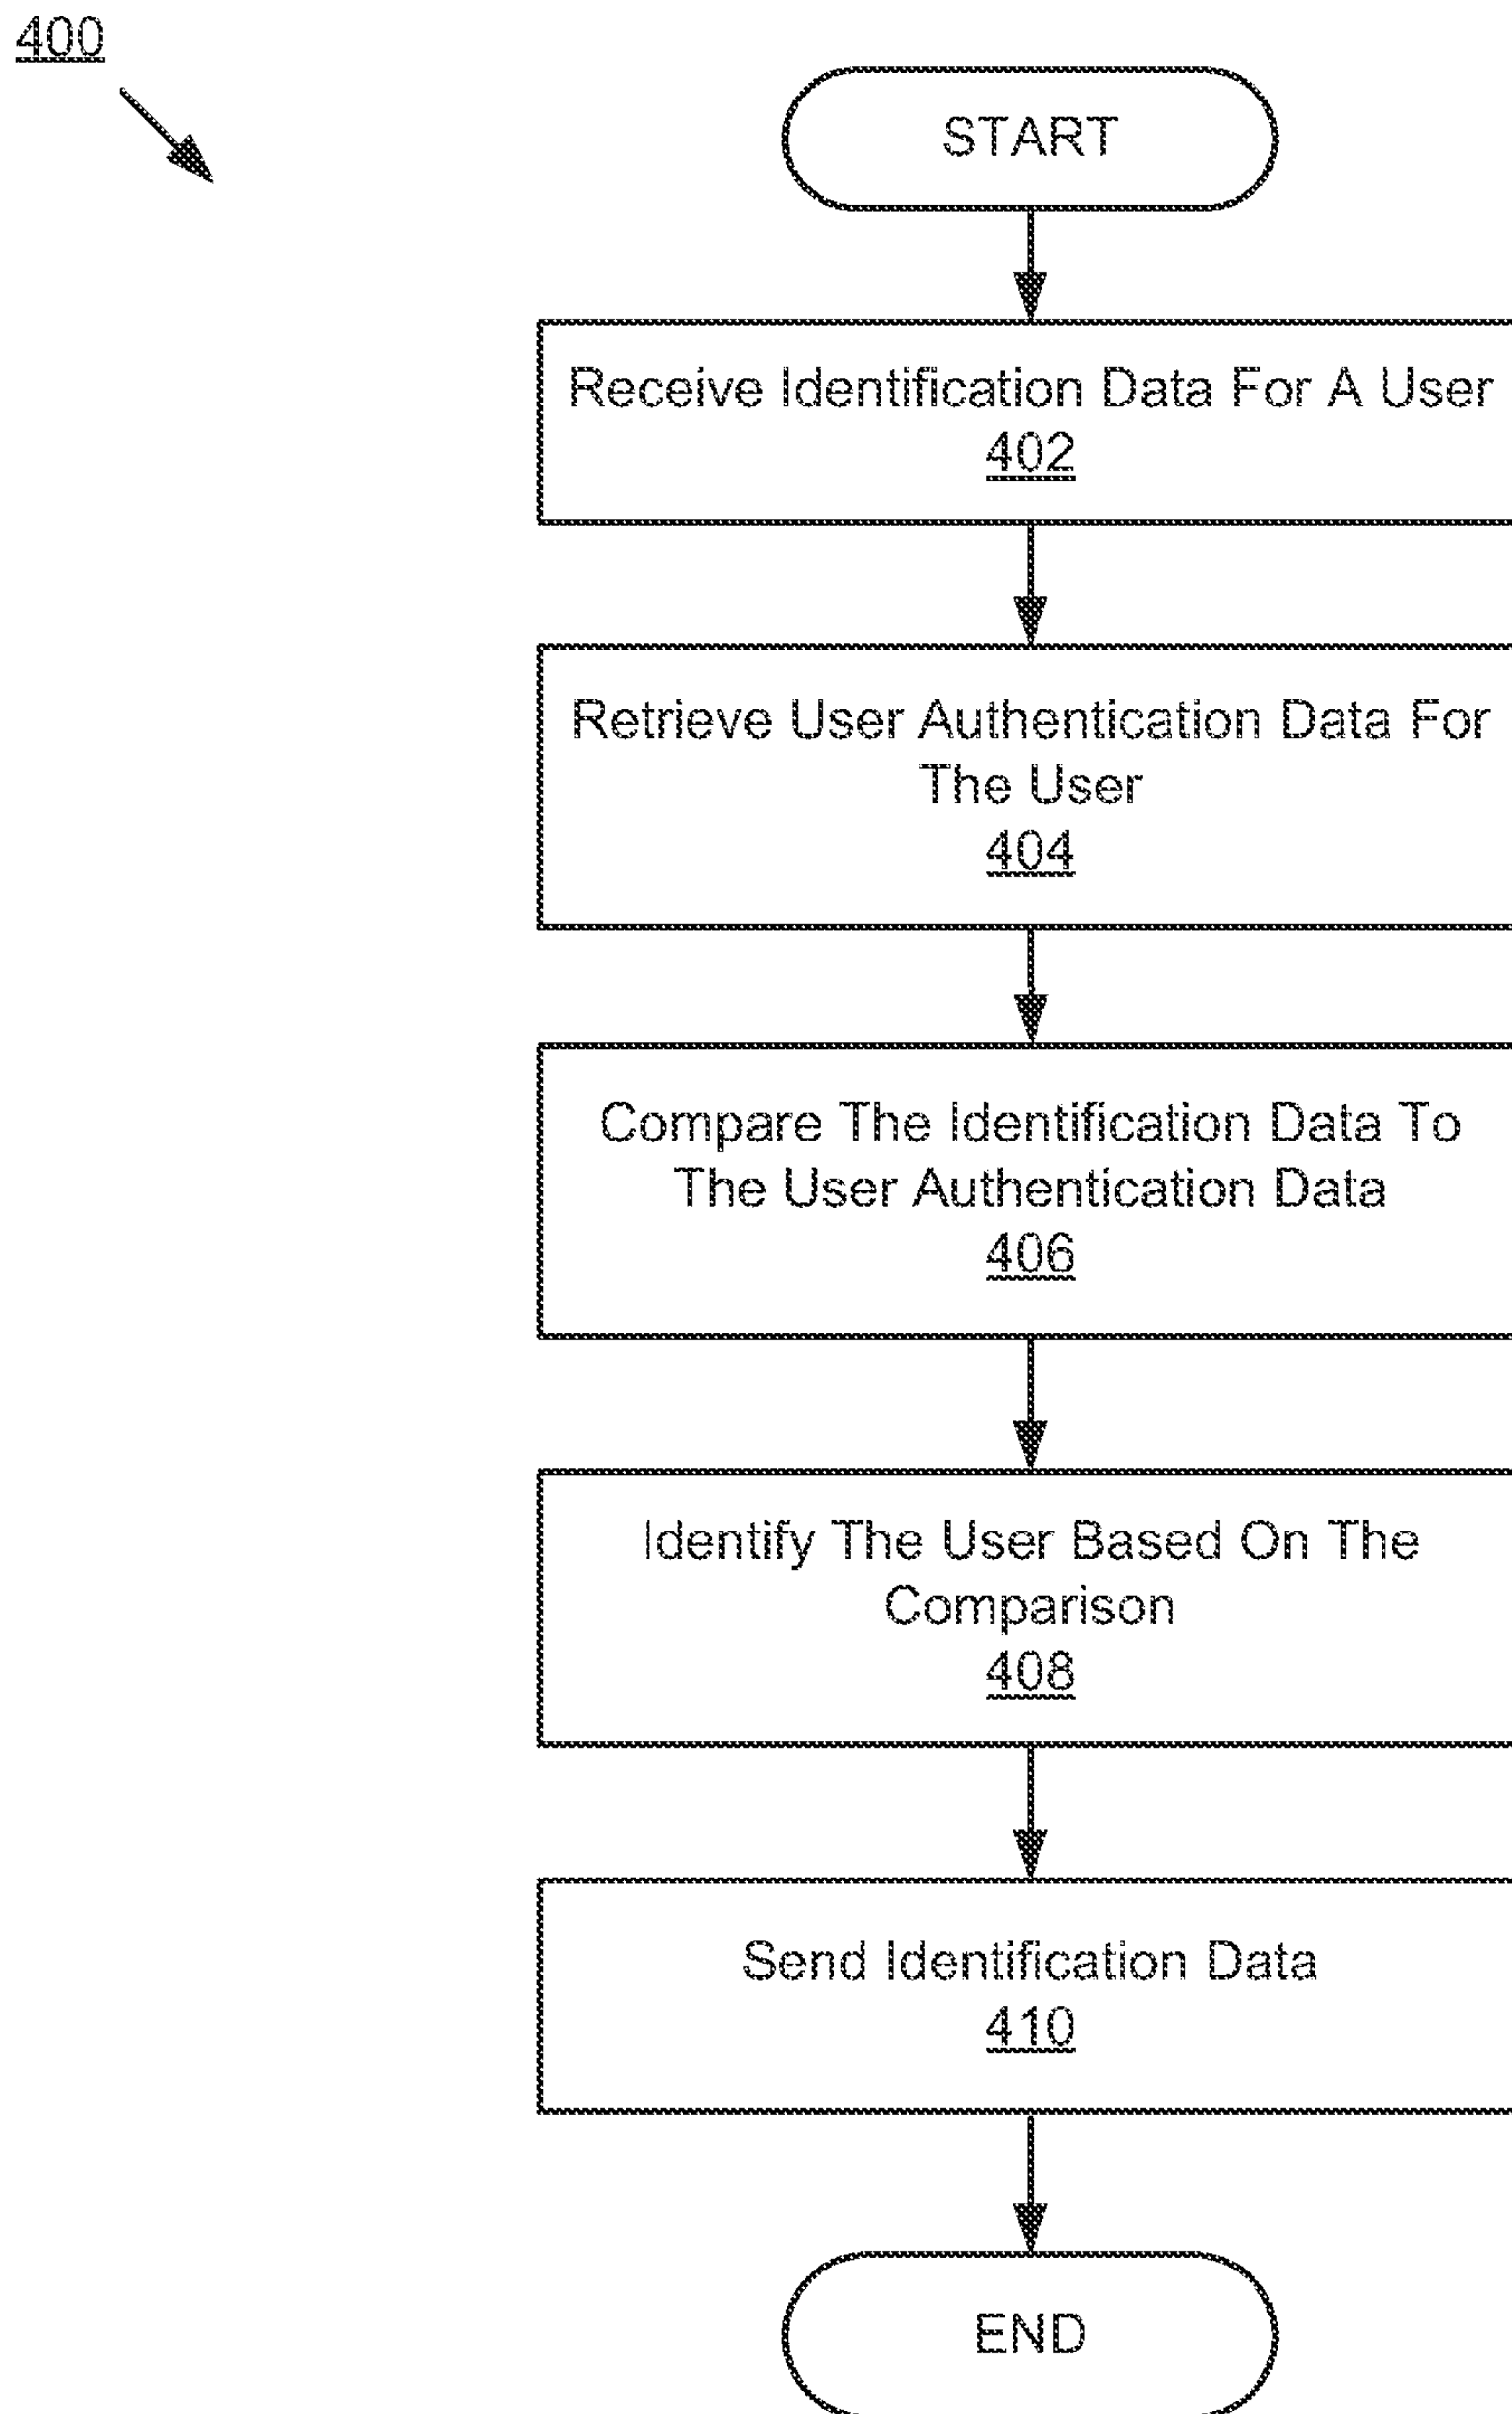 400
START
Receive Identification Data For A User
402
Retrieve User Authentication Data For
The User
404
Compare The Identification Data To
The User Authentication Data
406
Identify The User Based On The
Comparison
408
Send Identification Data
410
END